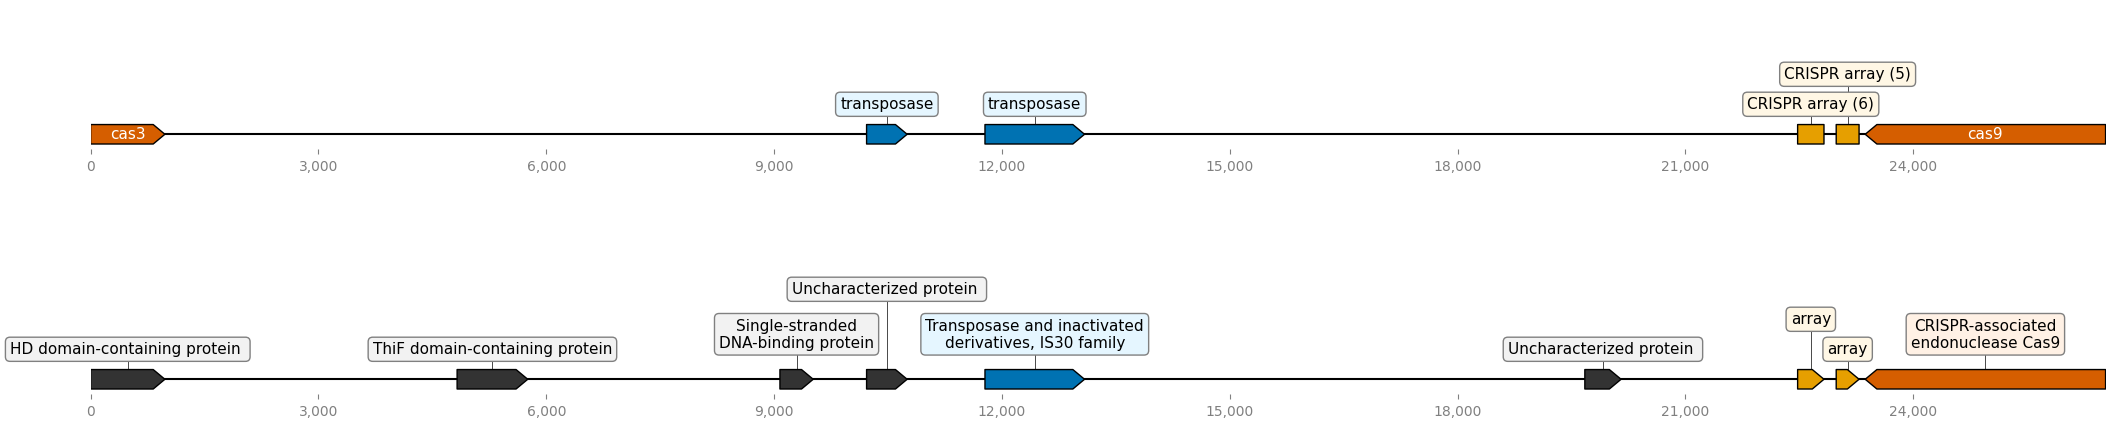 CRISPR array (5)
transposase transposase CRISPR array (6)
cas3 cas9
0 3,000 6,000 9,000 12,000 15,000 18,000 21,000 24,000
Uncharacterized protein
Single-stranded
DNA-binding protein
Transposase and inactivated
derivatives, IS30 family
array
CRISPR-associated
endonuclease Cas9
HD domain-containing protein ThiF domain-containing protein Uncharacterized protein array
0 3,000 6,000 9,000 12,000 15,000 18,000 21,000 24,000